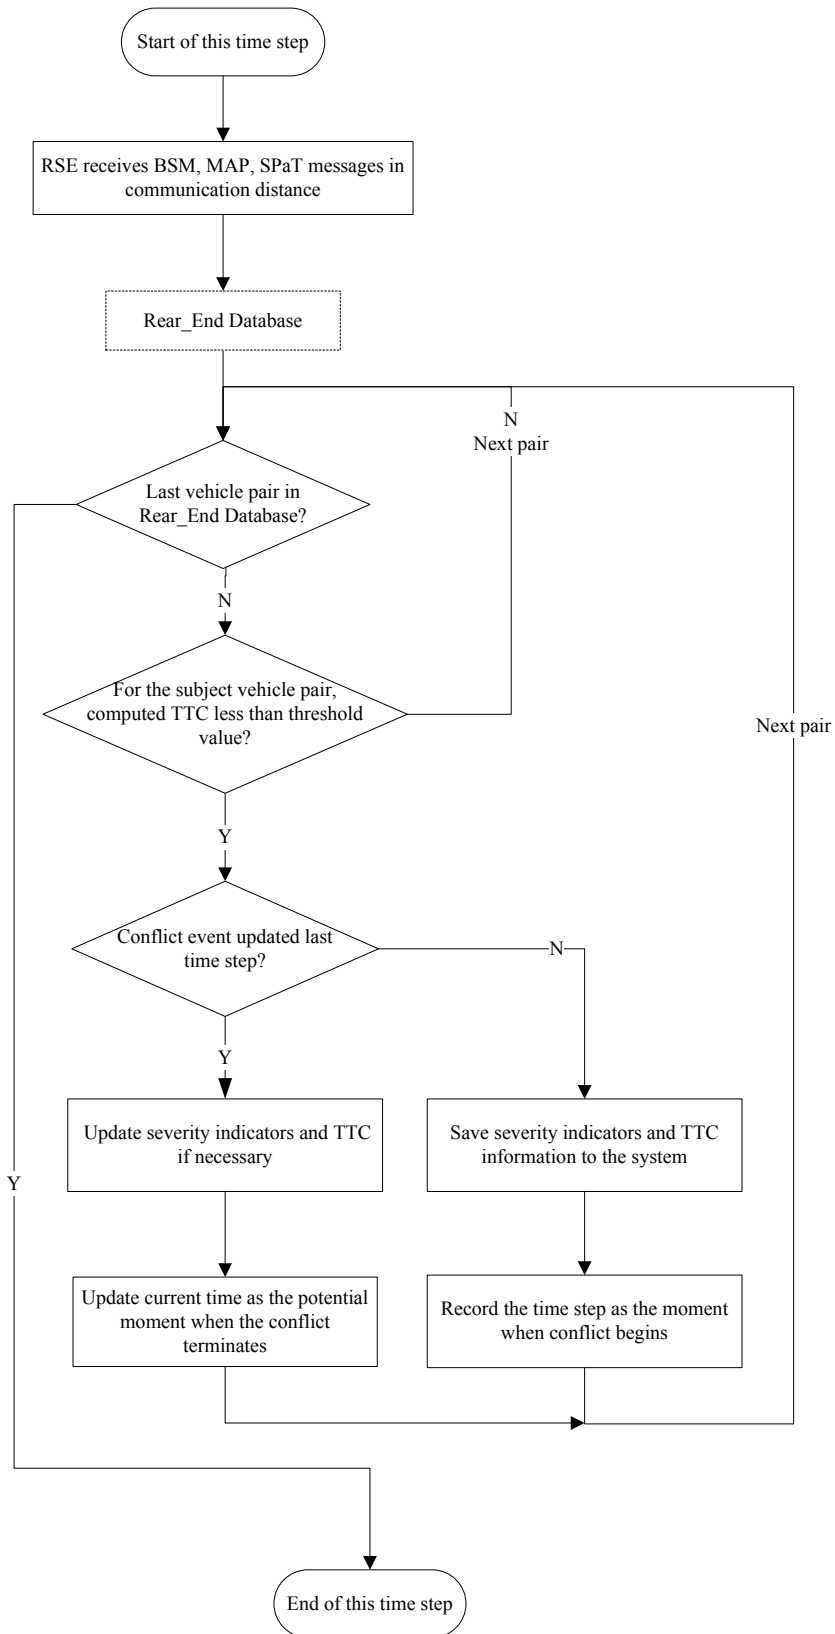 Start of this time step
RSE receives BSM, MAP, SPaT messages in
communication distance
Rear_End Database
N
Next pair
Last vehicle pair in
Rear_End Database?
N
For the subject vehicle pair,
computed TTC less than threshold
value?
Next pair
Y
Conflict event updated last
time step?
N
Y
Update severity indicators and TTC
if necessary
Save severity indicators and TTC
information to the system
Y
Update current time as the potential
moment when the conflict
terminates
Record the time step as the moment
when conflict begins
End of this time step